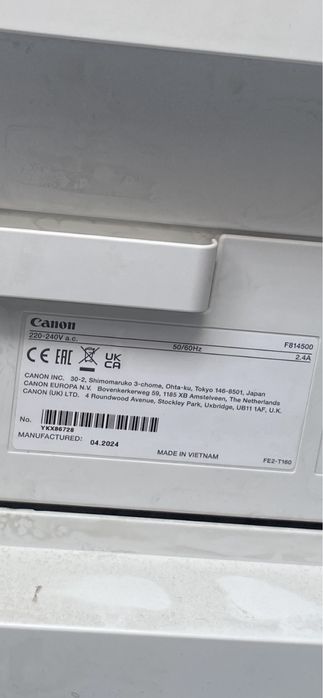 Canon
220-240V a.c. 50/60Hz F814500
2.4A
CE EAC UK CA
CANON INC. 30-2, Shimomaruko 3-chome, Ohta-ku, Tokyo 146-8501, Japan
CANON EUROPA N.V. Bovenkerkerweg 59, 1185 XB Amstelveen, The Netherlands
CANON (UK) LTD. 4 Roundwood Avenue, Stockley Park, Uxbridge, UB11 1AF, U.K.
No.
YKX86728
MANUFACTURED: 04.2024
MADE IN VIETNAM FE2-T160